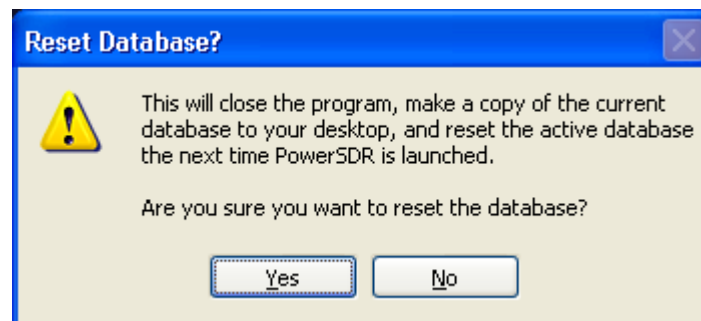 Reset Database?
This will close the program, make a copy of the current
database to your desktop, and reset the active database
the next time PowerSDR is launched.
Are you sure you want to reset the database?
Yes
No